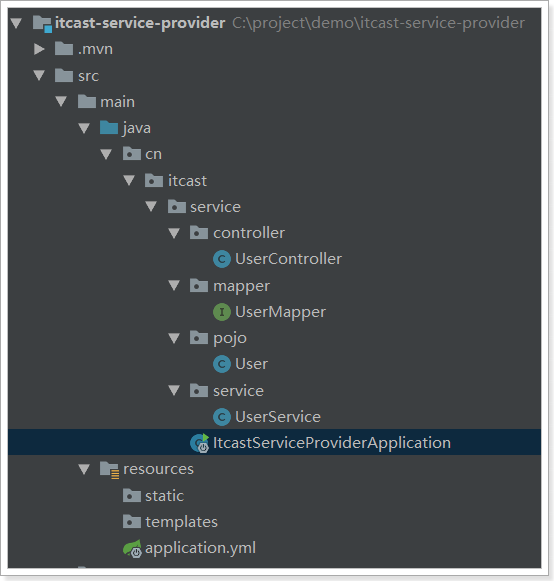 itcast-service-provider C:\project\demo\itcast-service-provider
.mvn
src
main
java
cn
itcast
service
controller
C UserController
mapper
I UserMapper
pojo
C User
service
C UserService
ItcastServiceProviderApplication
resources
static
templates
application.yml